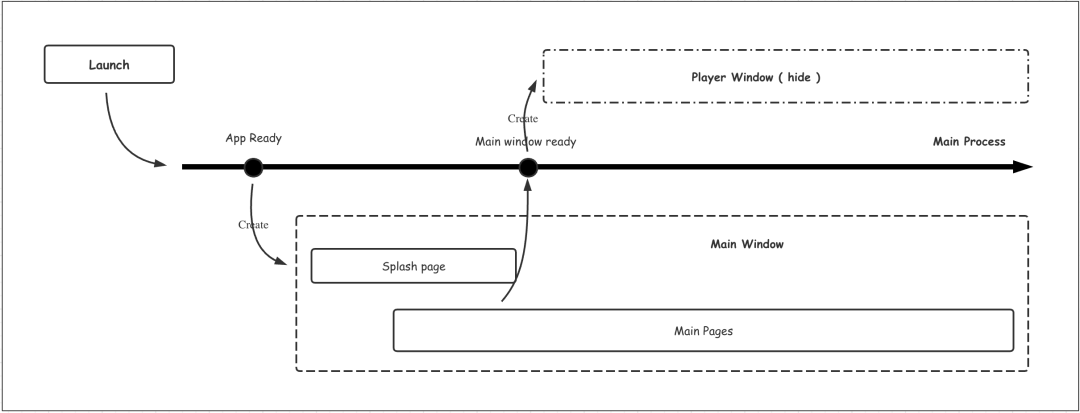 Launch
Player Window ( hide )
Create
App Ready
Main window ready
Main Process
Create
Main Window
Splash page
Main Pages